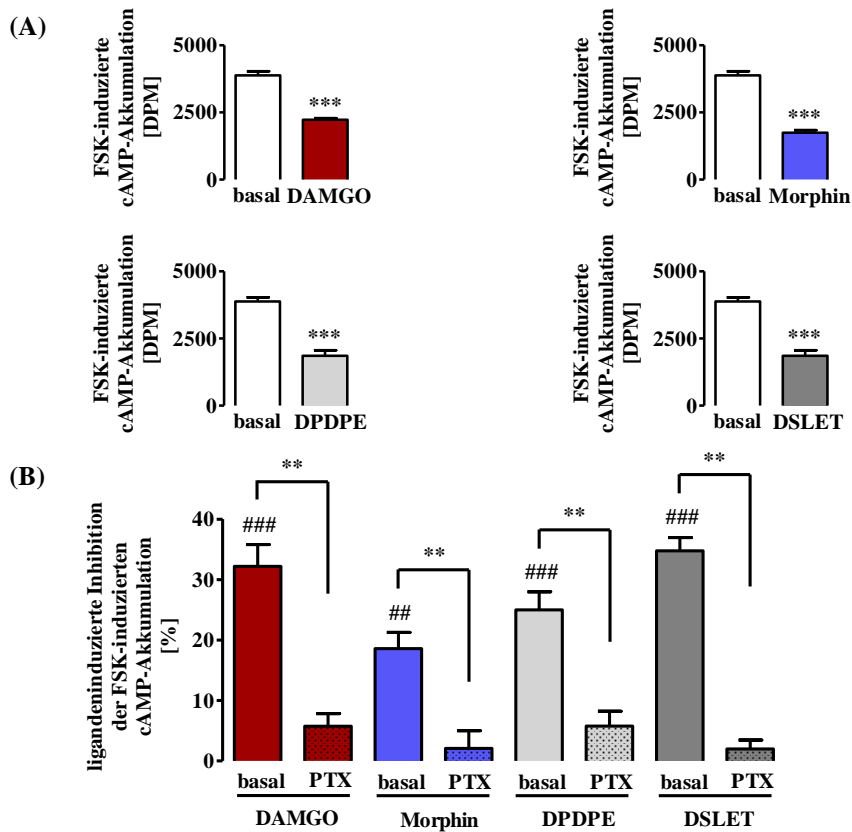 (A)
FSK-induzierte
cAMP-Akkumulation
[DPM]
5000
2500
0
***
basal DAMGO
FSK-induzierte
cAMP-Akkumulation
[DPM]
5000
2500
0
***
basal Morphin
FSK-induzierte
cAMP-Akkumulation
[DPM]
5000
2500
0
***
basal DPDPE
FSK-induzierte
cAMP-Akkumulation
[DPM]
5000
2500
0
***
basal DSLET
(B)
ligandeninduzierte Inhibition
der FSK-induzierten
cAMP-Akkumulation
[%]
40
30
20
10
0
** ** ** **
### ## ### ###
basal PTX basal PTX basal PTX basal PTX
DAMGO Morphin DPDPE DSLET